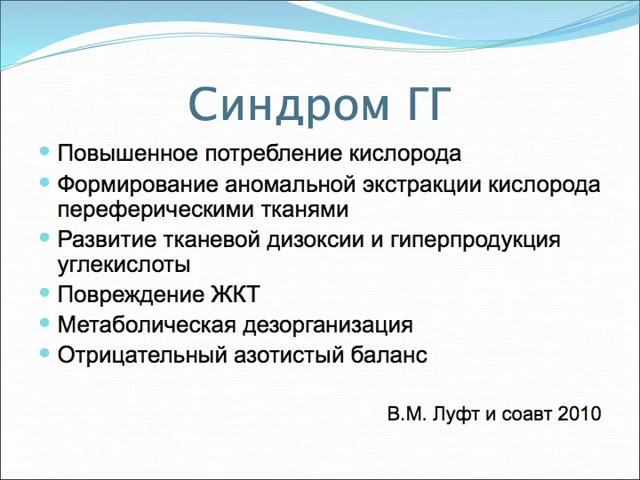 Синдром ГГ
Повышенное потребление кислорода
Формирование аномальной экстракции кислорода
переферическими тканями
Развитие тканевой дизоксии и гиперпродукция
углекислоты
Повреждение ЖКТ
Метаболическая дезорганизация
Отрицательный азотистый баланс
В.М. Луфт и соавт 2010